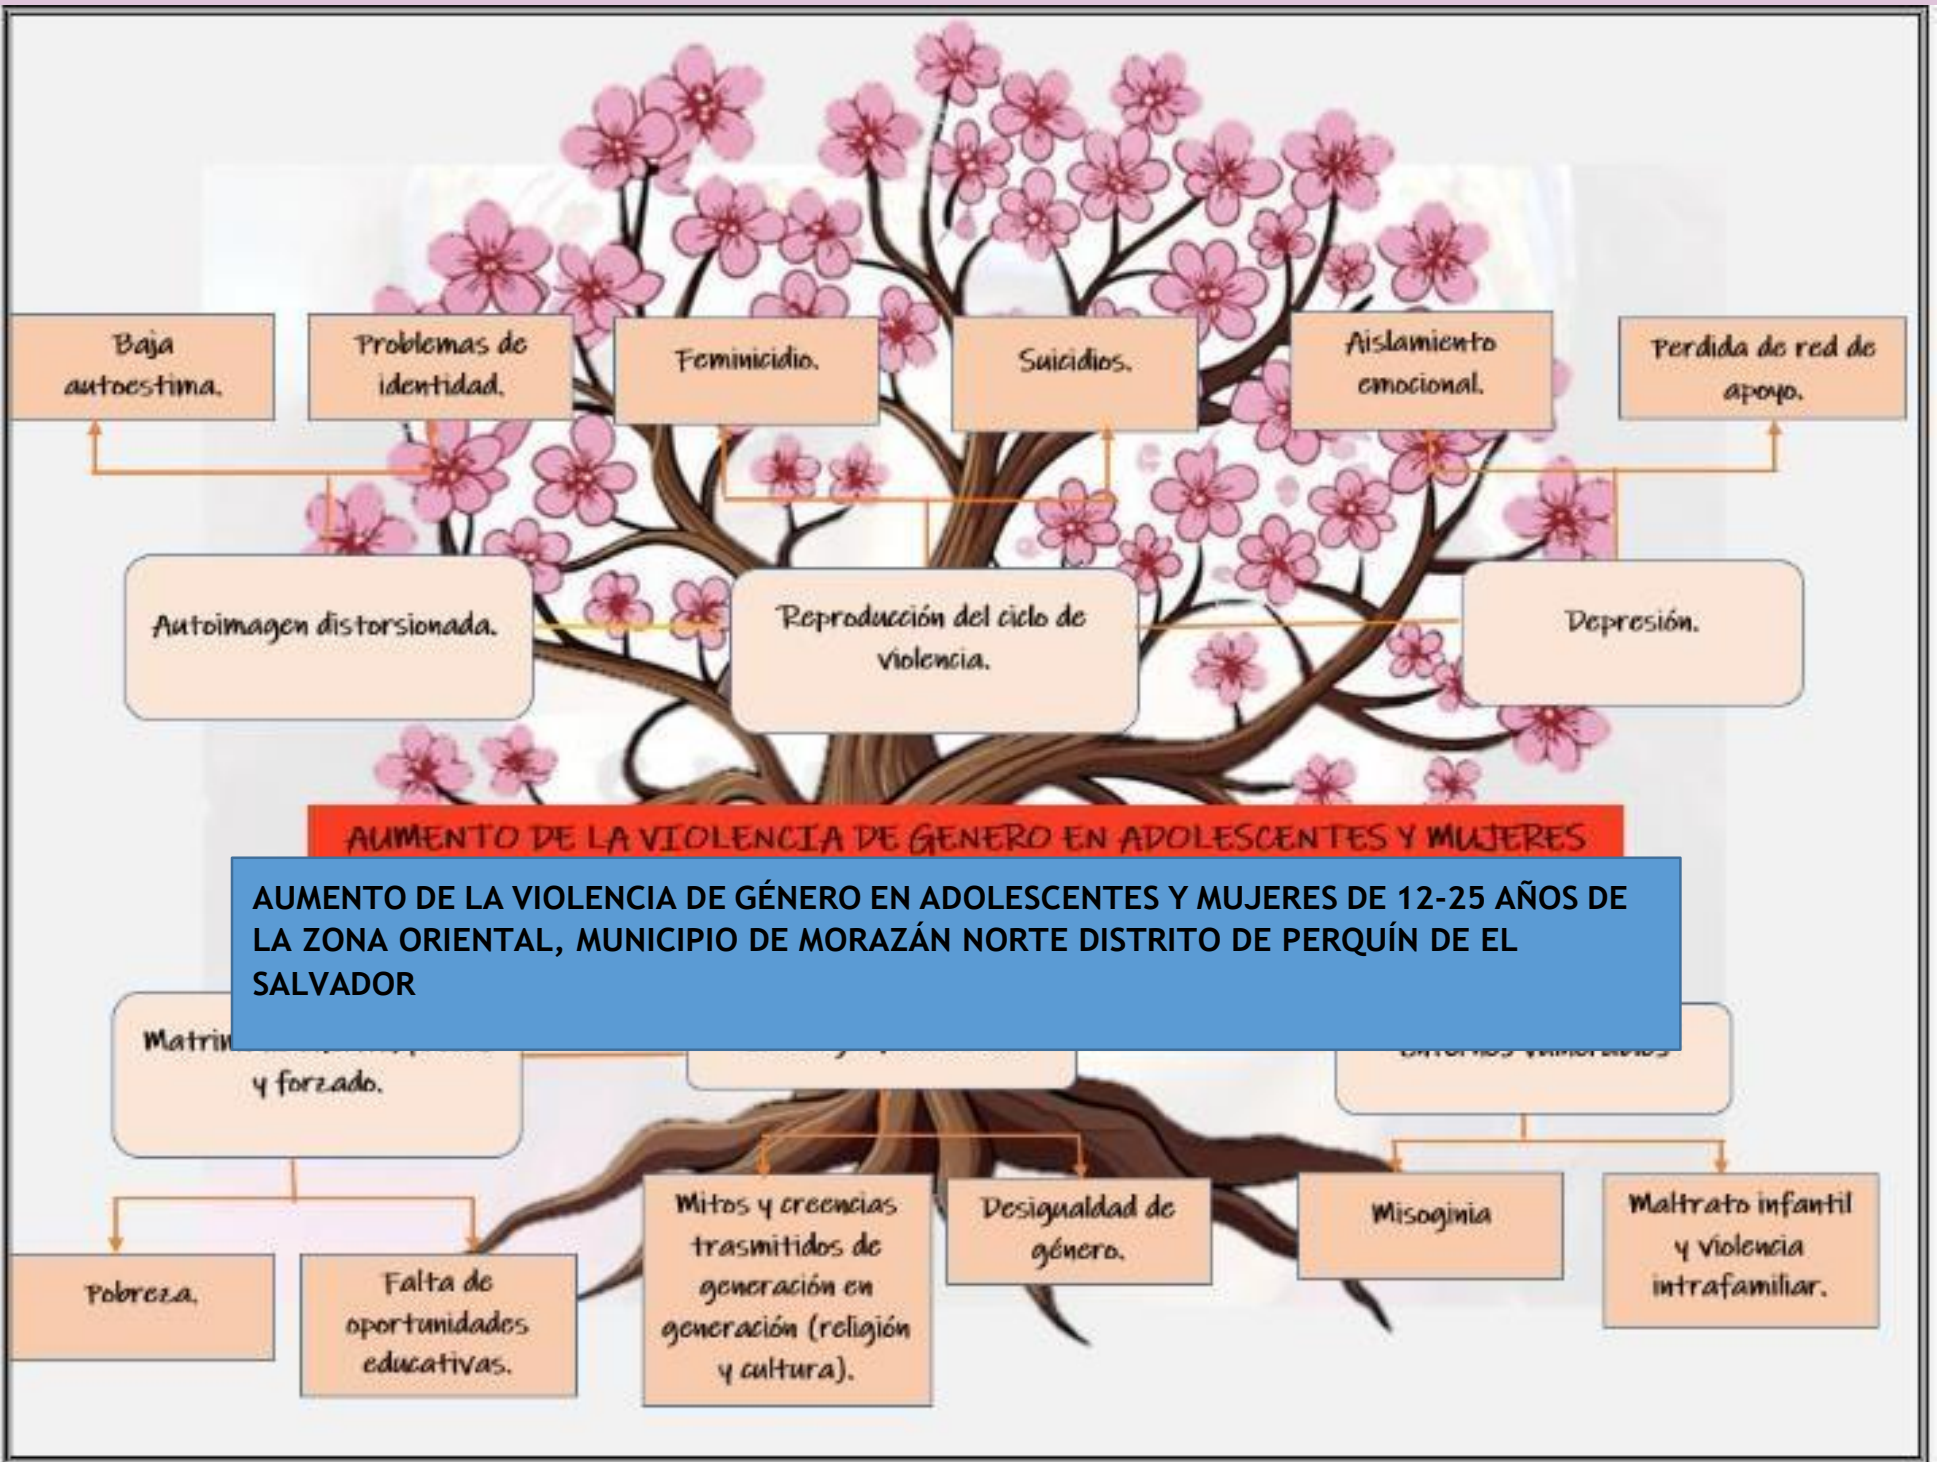 Baja
autoestima.
Problemas de
identidad.
Feminicidio.
Suicidios.
Aislamiento
emocional.
Perdida de red de
apoyo.
Autoimagen distorsionada.
Reproducción del ciclo de
violencia.
Depresión.
AUMENTO DE LA VIOLENCIA DE GENERO EN ADOLESCENTES Y MUJERES
AUMENTO DE LA VIOLENCIA DE GÉNERO EN ADOLESCENTES Y MUJERES DE 12-25 AÑOS DE
LA ZONA ORIENTAL, MUNICIPIO DE MORAZÁN NORTE DISTRITO DE PERQUÍN DE EL
SALVADOR
y forzado.
Pobreza.
Falta de
oportunidades
educativas.
Mitos y creencias
trasmitidos de
generación en
generación (religión
y cultura).
Desigualdad de
género.
Misoginia
Maltrato infantil
y violencia
intrafamiliar.